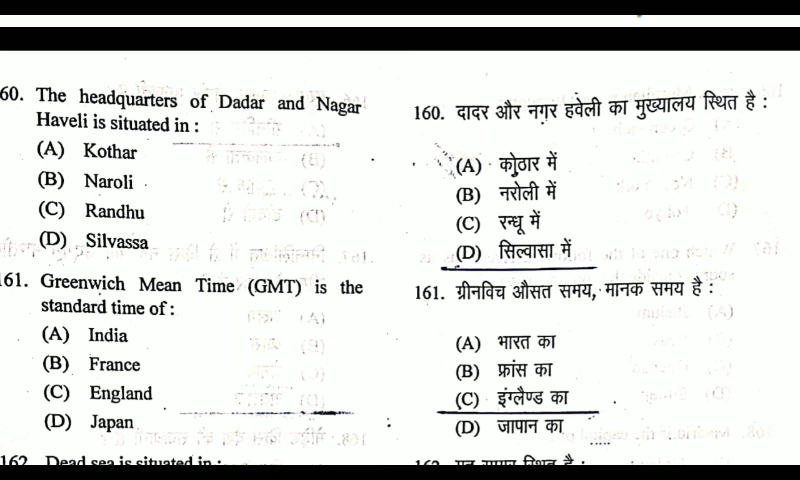 60. The headquarters of Dadar and Nagar
Haveli is situated in :
(A) Kothar
(B) Naroli
(C) Randhu
(D) Silvassa
161. Greenwich Mean Time (GMT) is the
standard time of :
(A) India
(B) France
(C) England
(D) Japan
162. Dead sea is situated in :
160. दादर और नगर हवेली का मुख्यालय स्थित है :
(A) कोठार में
(B) नरोली में
(C) रन्धू में
(D) सिल्वासा में
161. ग्रीनविच औसत समय, मानक समय है :
(A) भारत का
(B) फ्रांस का
(C) इंग्लैण्ड का
(D) जापान का
162. मृत सागर स्थित है :